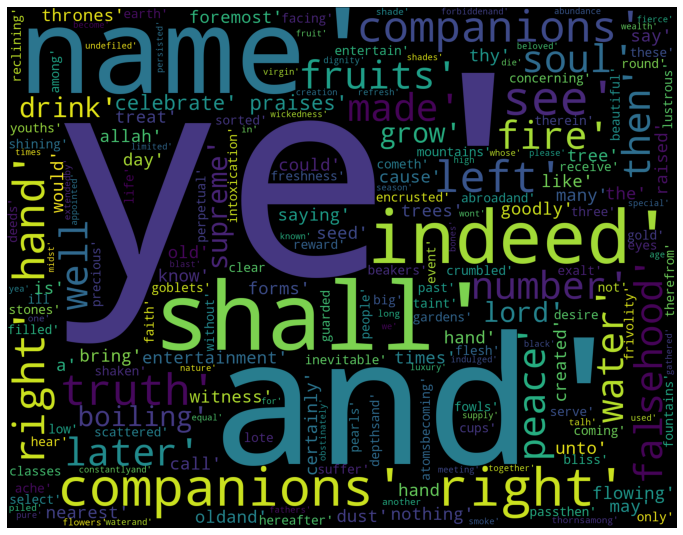 thrones'
earth'
foremost'
facing'
shade'
forbiddenand'
abundance
reclining'
name'
companions'
say'
fierce'
undefiled'
among'
persisted'
entertain'
shades'
thy'
die'
beloved'
these'
wealth'
fruit'
dignity'
soul'
round'
virgin'
fruits'
concerning'
creation'
refresh'
see'
drink'
celebrate'
praises'
wickedness'
made'
then'
beautiful'
lustrous
youths'
treat'
sorted'
in'
limited'
therein'
shining'
allah'
grow'
fire'
mountains'
high'
whose'
please'
times
day'
could'
tree'
life'
freshness'
cometh'
receive'
would'
supreme'
intoxication'
perpetual'
cause'
left'
like'
many'
the'
raised'
season'
wont'
special'
deeds'
appointed'
ye'
encrusted'
trees'
abroadand'
saying'
goodly'
three'
gold'
eyes'
hand'
old'
known'
seed'
indeed'
age'
well'
precious'
reward'
bones'
blast'
midst'
yea'
know'
beakers'
event'
exalt'
not'
therefrom'
is'
goblets'
clear
crumbled'
number'
one'
forms'
past'
big'
taint'
lord'
desire
frivolity'
stones'
ill
faith'
without'
guarded
people
long
we'
gardens'
created'
shall'
filled'
a'
bring'
hand'
black'
right'
shaken'
entertainment'
inevitable'
times
flesh'
luxury'
indulged'
water'
falsehood'
gathered'
fountains'
truth'
nature'
witness'
and'
peace'
low'
boiling'
equal'
for'
certainly'
obstinately'
pearls'
depthsand'
atomsbecoming'
fowls'
serve'
used'
scattered'
supply'
talh'
hear'
later'
call'
lote
cups'
unto'
coming'
suffer'
bliss'
classes
constantlyand'
meeting'
together'
flowing'
ache'
companions'
hand
right'
another
select'
may'
nearest'
oldand'
nothing'
passthen'
only'
piled'
fathers'
pure'
flowers'
waterand'
hereafter'
dust'
smoke'
thornsamong'